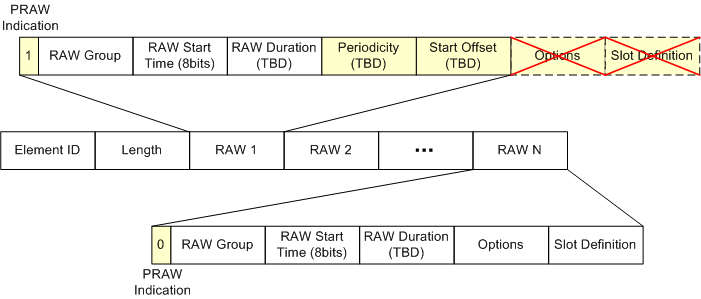 PRAW
Indication
1
RAW Group
RAW Start
Time (8bits)
RAW Duration
(TBD)
Periodicity
(TBD)
Start Offset
(TBD)
Options
Slot Definition
Element ID
Length
RAW 1
RAW 2
...
RAW N
0
RAW Group
RAW Start
Time (8bits)
RAW Duration
(TBD)
Options
Slot Definition
PRAW
Indication